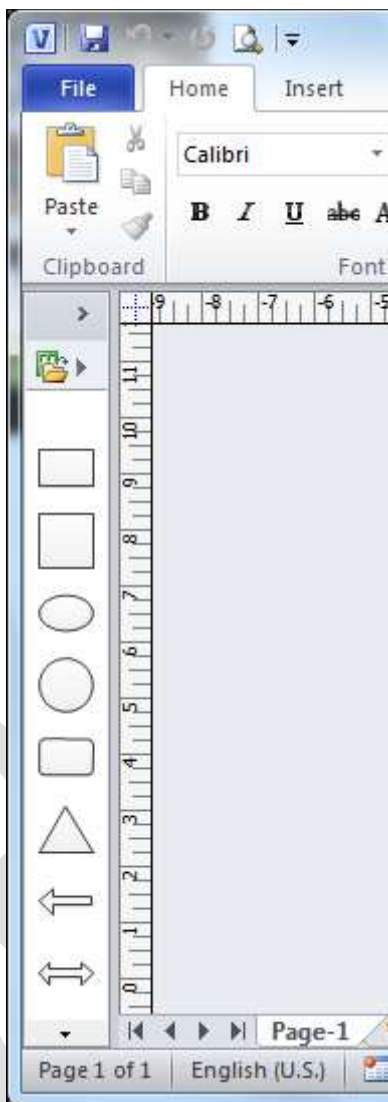 V
File Home Insert
Calibri
Paste B I U abc A
Clipboard Font
9 -8 -7 -6 -5
11
10
9
8
7
6
5
4
3
2
1
0
Page-1
Page 1 of 1 English (U.S.)